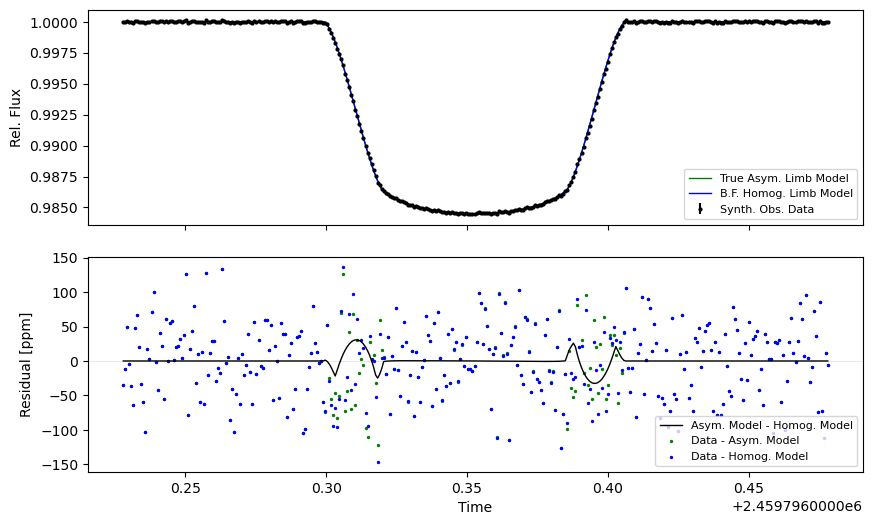 1.0000
0.9975
0.9950
0.9925
0.9900
0.9875
0.9850
Rel. Flux
True Asym. Limb Model
B.F. Homog. Limb Model
Synth. Obs. Data
150
100
50
0
−50
−100
−150
Residual [ppm]
Asym. Model - Homog. Model
Data - Asym. Model
Data - Homog. Model
0.25
0.30
0.35
0.40
0.45
Time
+2.4597960000e6